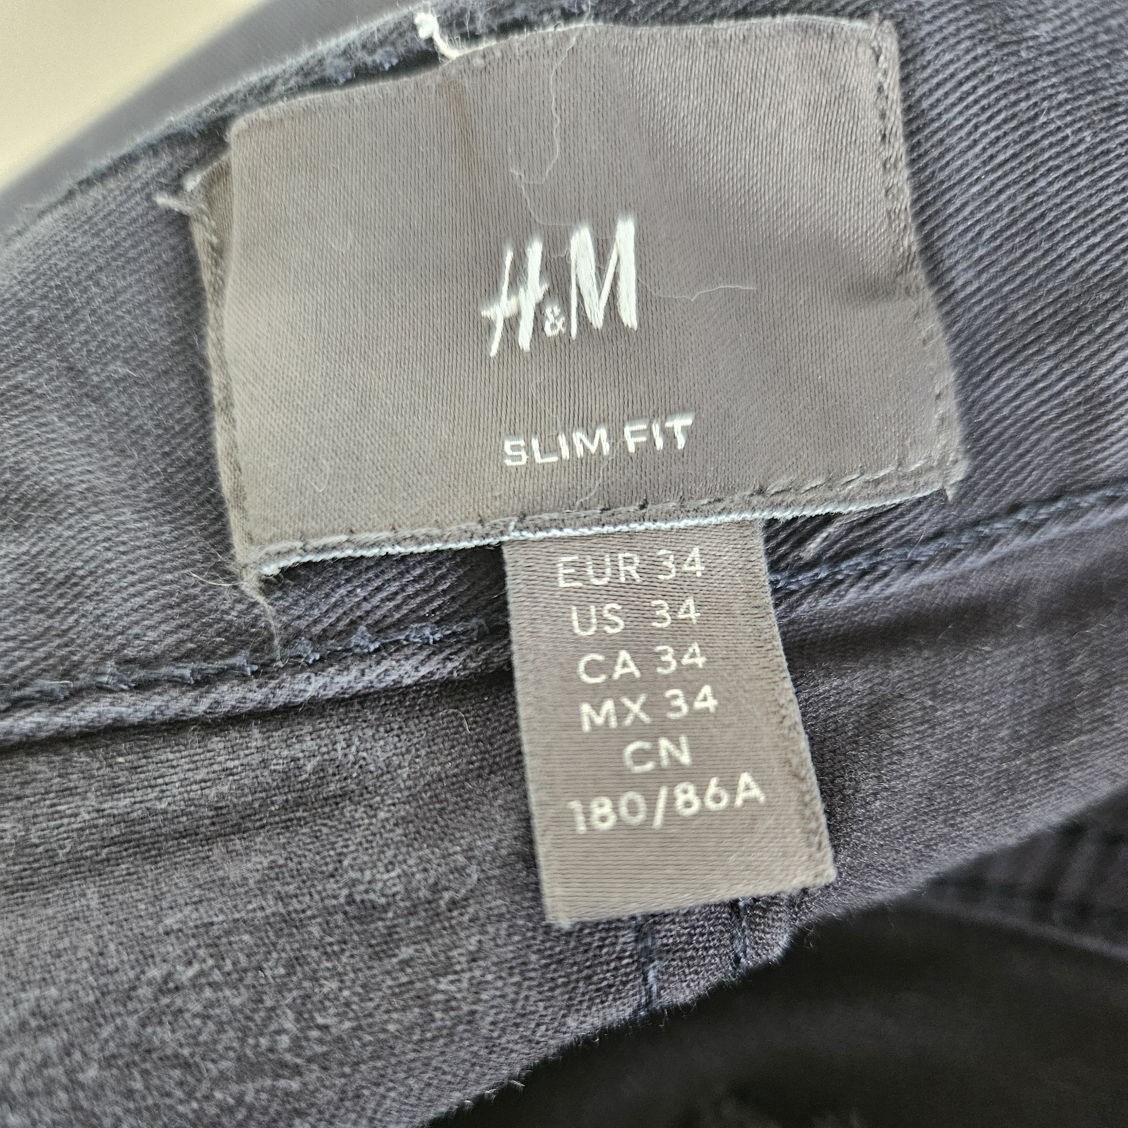 H&M
SLIM FIT
EUR 34
US 34
CA 34
MX 34
CN
180/86A